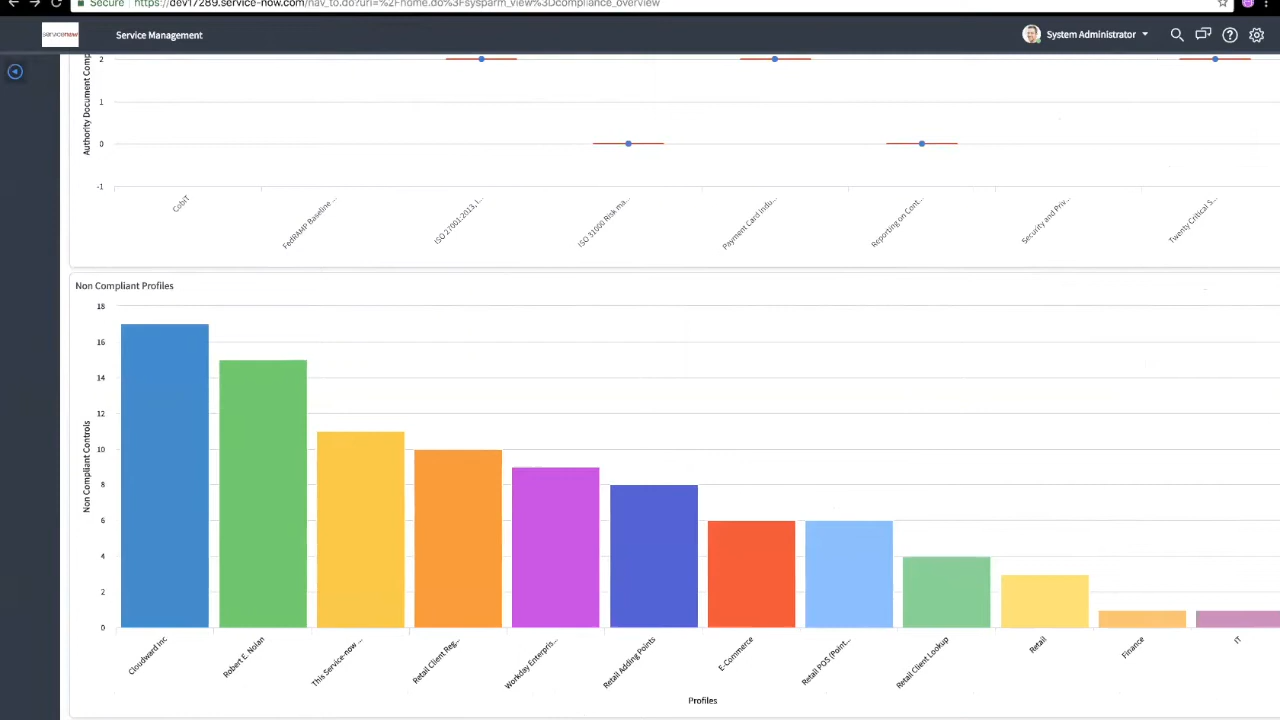 Secure https://dev17289.service-now.com/nav_to.do?uri=%2Fhome.do%3Fsysparm_view%3Dcompliance_overview
servicenow
Service Management
System Administrator
Authority Document Comp
2
1
0
-1
CobiT
FedRAMP Baseline ...
ISO 27001:2013, I...
ISO 31000 Risk ma...
Payment Card Indu...
Reporting on Cont...
Security and Priv...
Twenty Critical S...
Non Compliant Profiles
Non Compliant Controls
18
16
14
12
10
8
6
4
2
0
Cloudward Inc
Robert E. Nolan
This Service-now ...
Retail Client Reg...
Workday Enterpris...
Retail Adding Points
E-Commerce
Retail POS (Point...
Retail Client Lookup
Retail
Finance
IT
Profiles